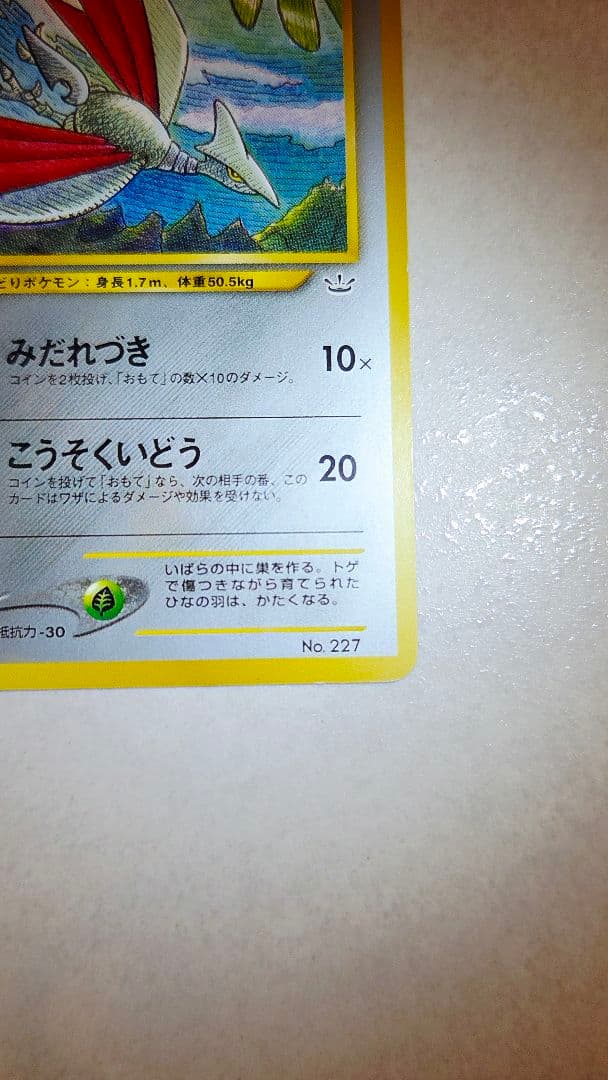 どりポケモン：身長1.7m、体重50.5kg
みだれづき 10×
コインを2枚投げ、「おもて」の数×10のダメージ。
こうそくいどう 20
コインを投げて「おもて」なら、次の相手の番、この
カードはワザによるダメージや効果を受けない。
いばらの中に巣を作る。トゲ
で傷つきながら育てられた
ひなの羽は、かたくなる。
抵抗力-30
No. 227